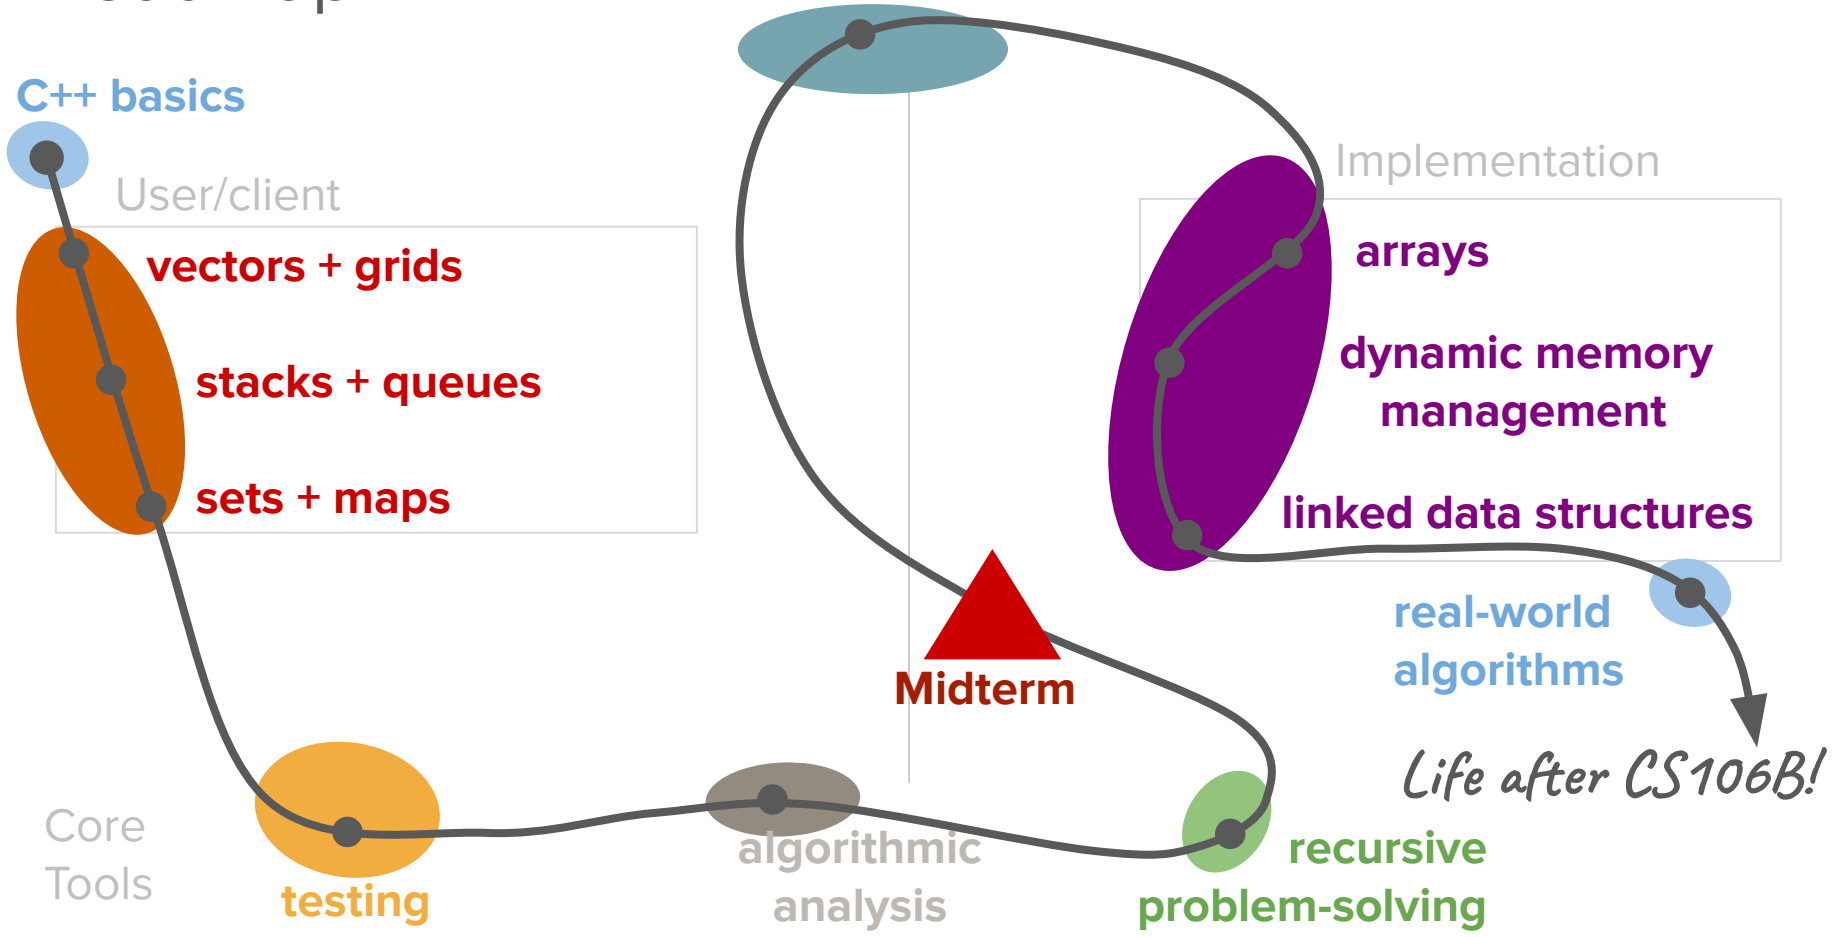 C++ basics
User/client
vectors + grids
stacks + queues
sets + maps
Core
Tools
testing
algorithmic
analysis
recursive
problem-solving
Midterm
Implementation
arrays
dynamic memory
management
linked data structures
real-world
algorithms
Life after CS106B!